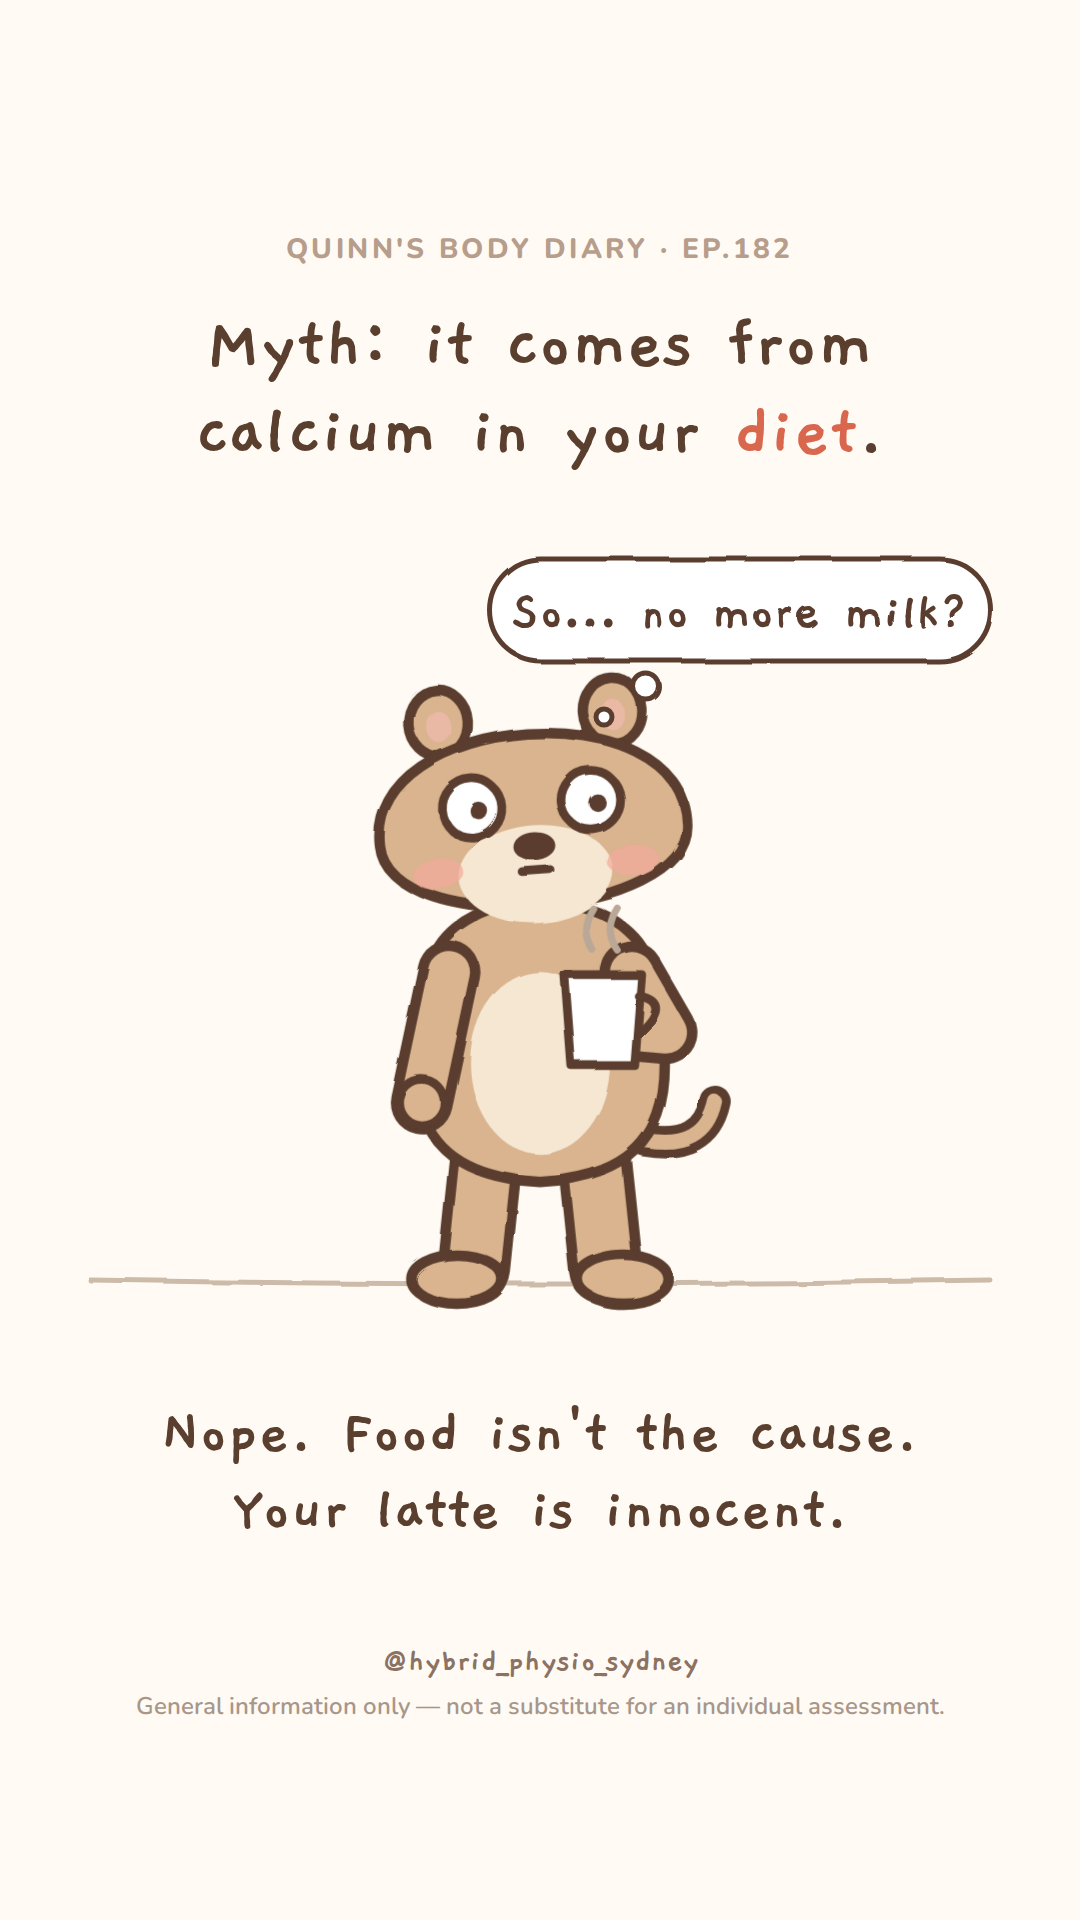 QUINN'S BODY DIARY · EP.182
Myth: it comes from
calcium in your diet.
So... no more milk?
Nope. Food isn't the cause.
Your latte is innocent.
@hybrid_physio_sydney
General information only — not a substitute for an individual assessment.